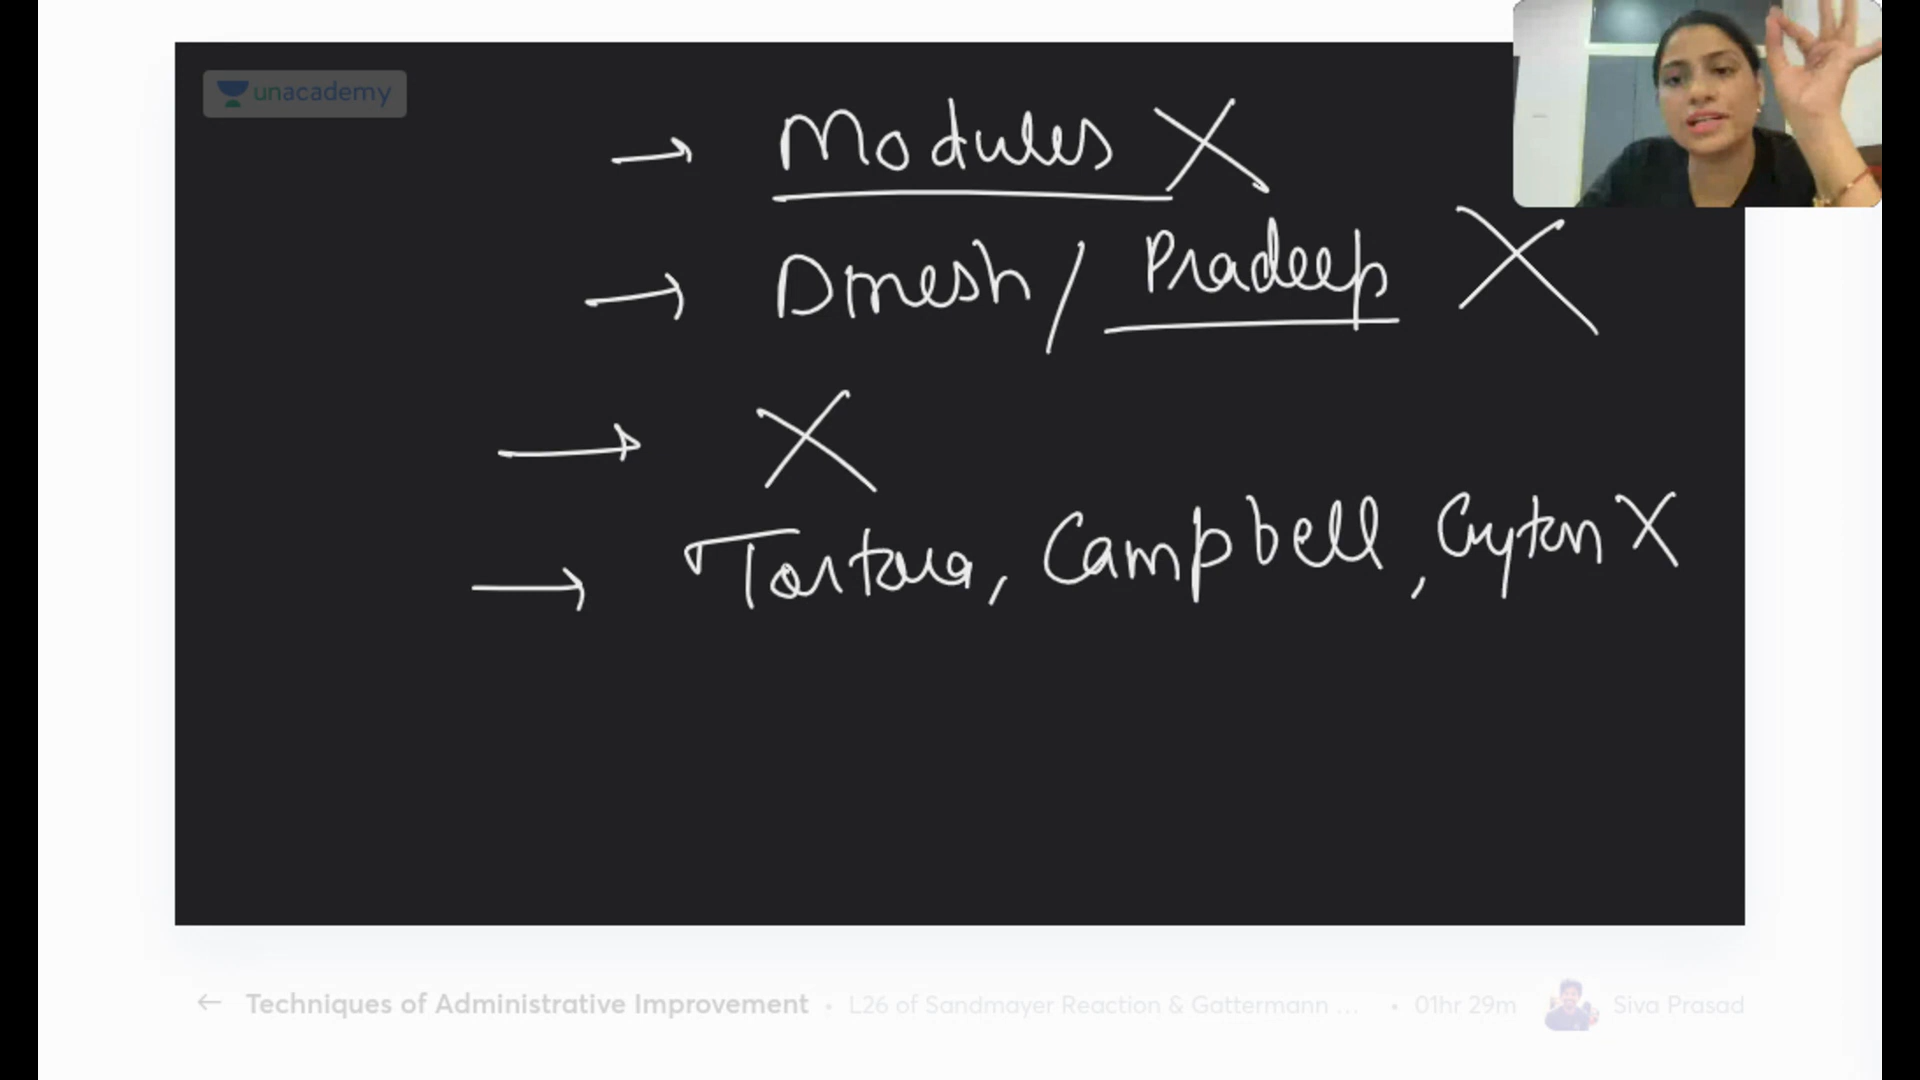 unacademy
→ Modules X
→ Dinesh / Pradeep X
→ X
→ Tortora, Campbell, Guyton X
← Techniques of Administrative Improvement • L26 of Sandmayer Reaction & Gattermann ... • 01hr 29m Siva Prasad